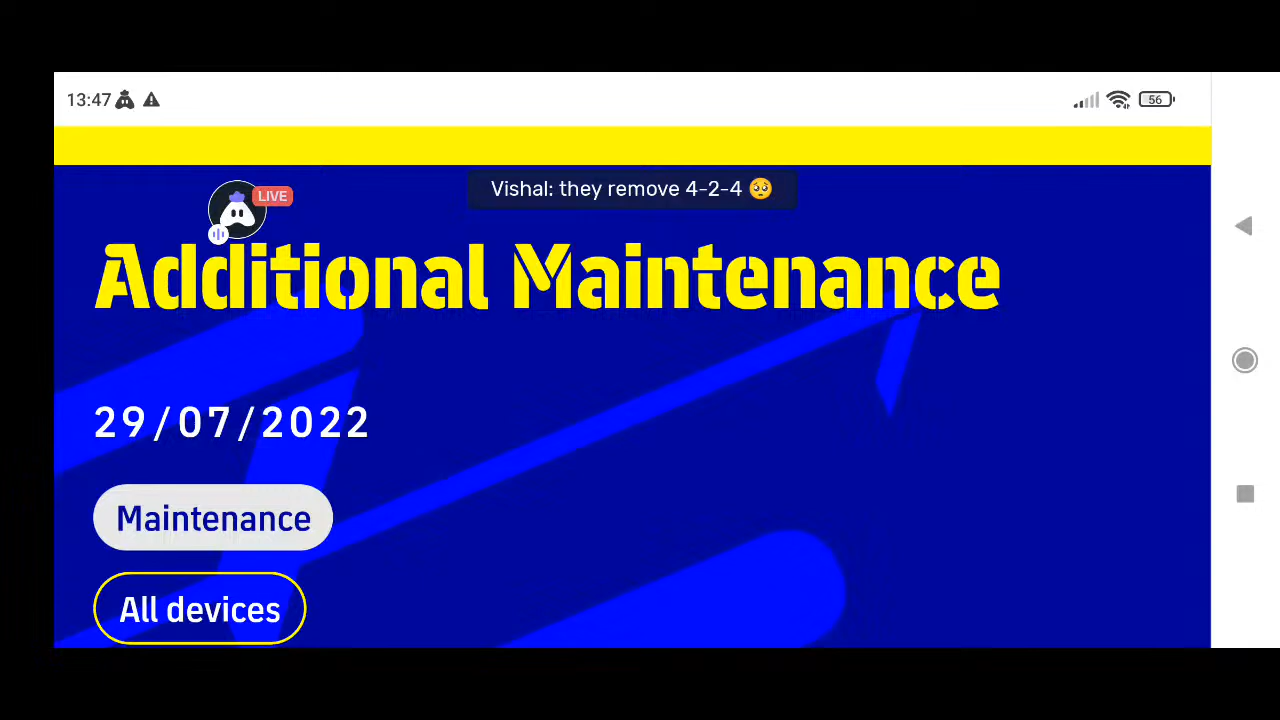 13:47
56
Vishal: they remove 4-2-4 🥺
LIVE
Additional Maintenance
29/07/2022
Maintenance
All devices